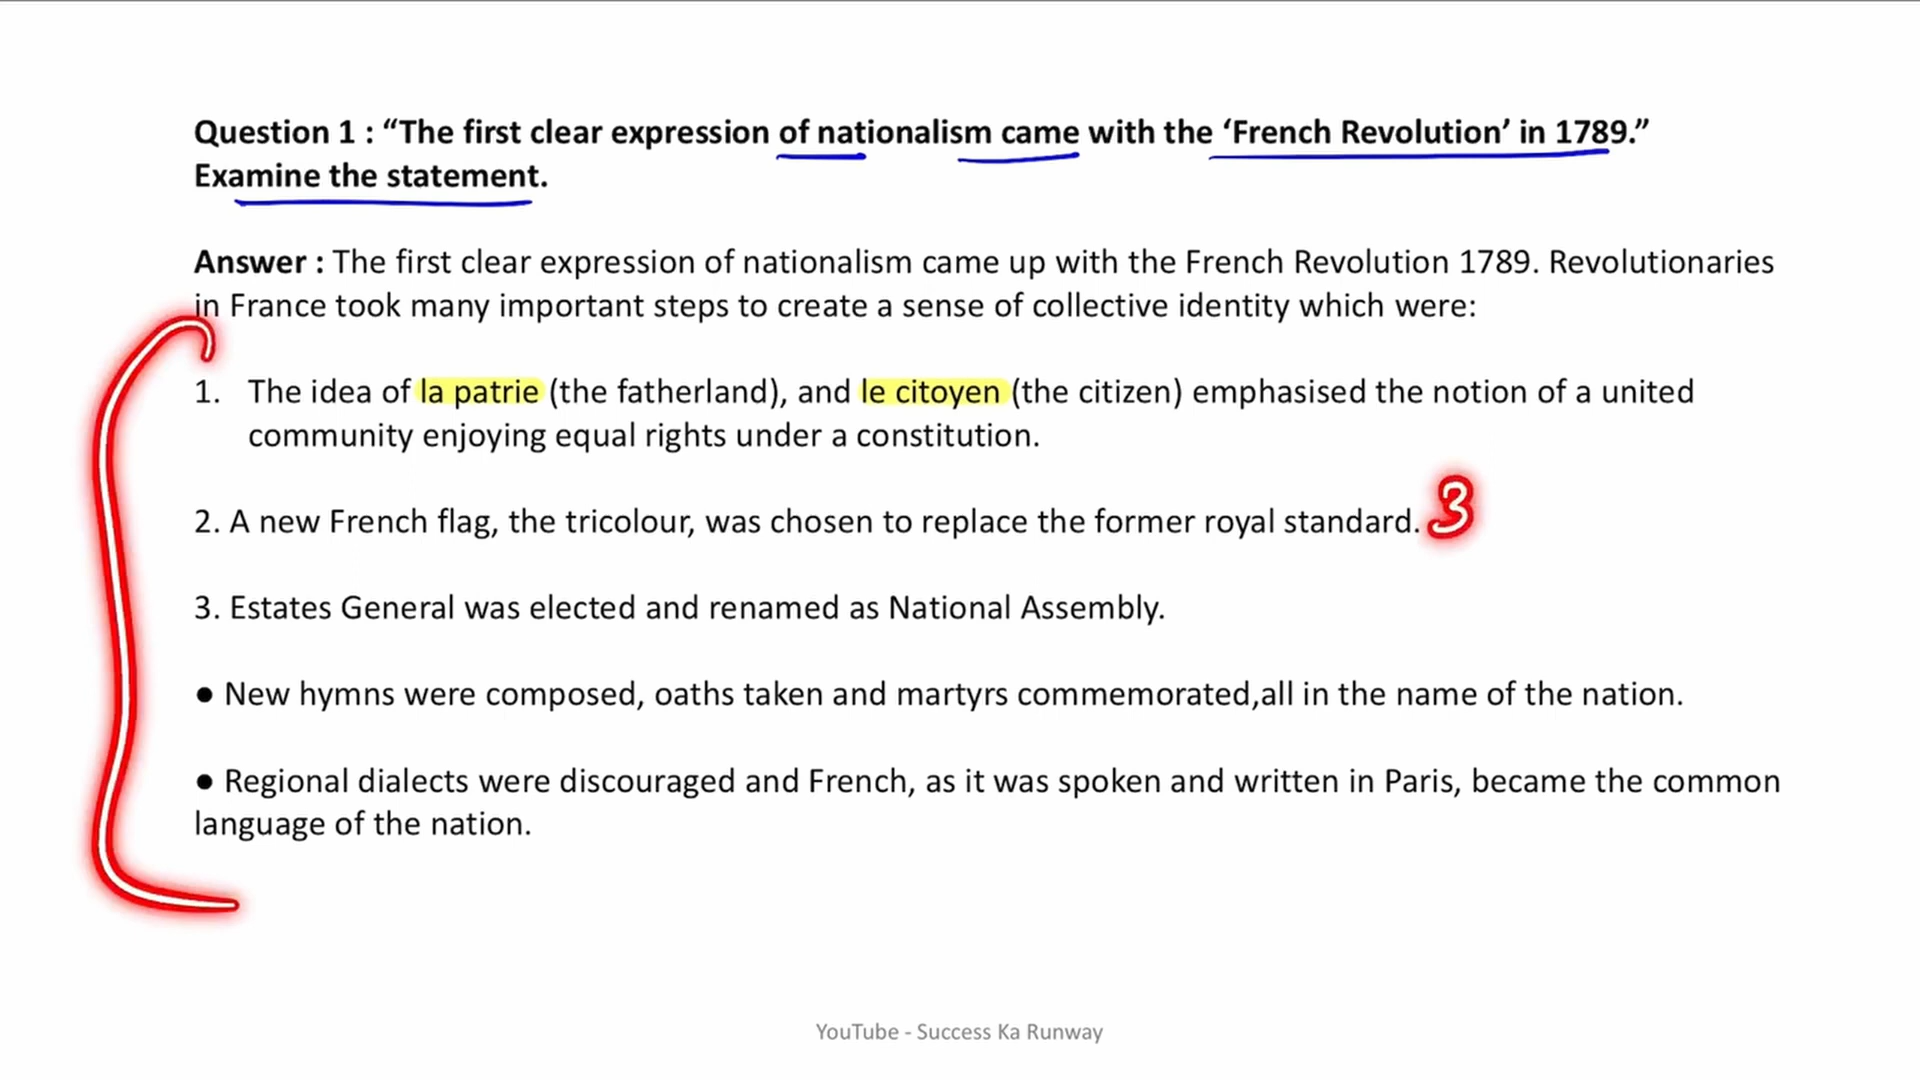 Question 1 : “The first clear expression of nationalism came with the ‘French Revolution’ in 1789.”
Examine the statement.
Answer : The first clear expression of nationalism came up with the French Revolution 1789. Revolutionaries
in France took many important steps to create a sense of collective identity which were:
1. The idea of la patrie (the fatherland), and le citoyen (the citizen) emphasised the notion of a united
community enjoying equal rights under a constitution.
2. A new French flag, the tricolour, was chosen to replace the former royal standard. 3
3. Estates General was elected and renamed as National Assembly.
● New hymns were composed, oaths taken and martyrs commemorated,all in the name of the nation.
● Regional dialects were discouraged and French, as it was spoken and written in Paris, became the common
language of the nation.
YouTube - Success Ka Runway